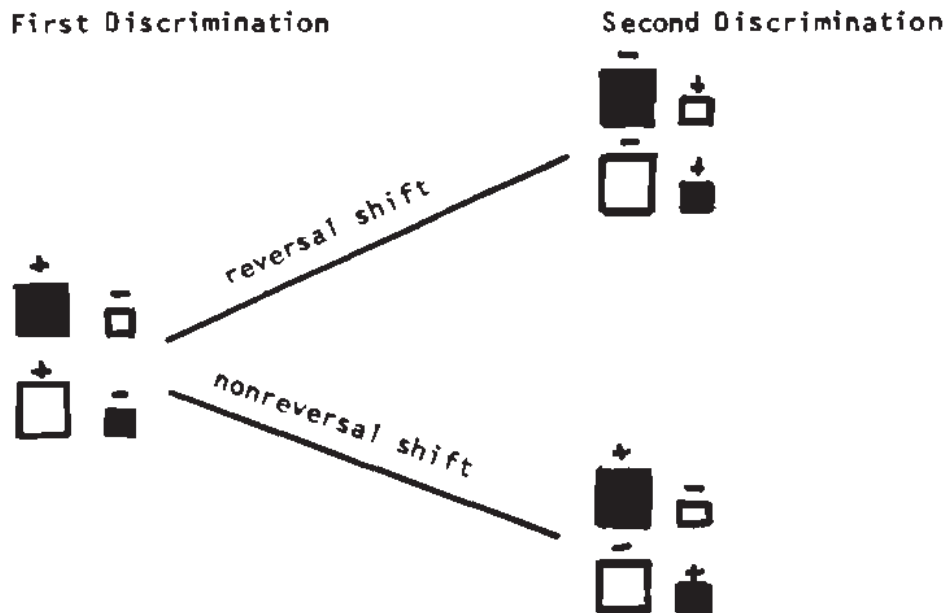 First Discrimination
Second Discrimination
- +
- +
reversal shift
+ -
+ -
nonreversal shift
+ -
- +